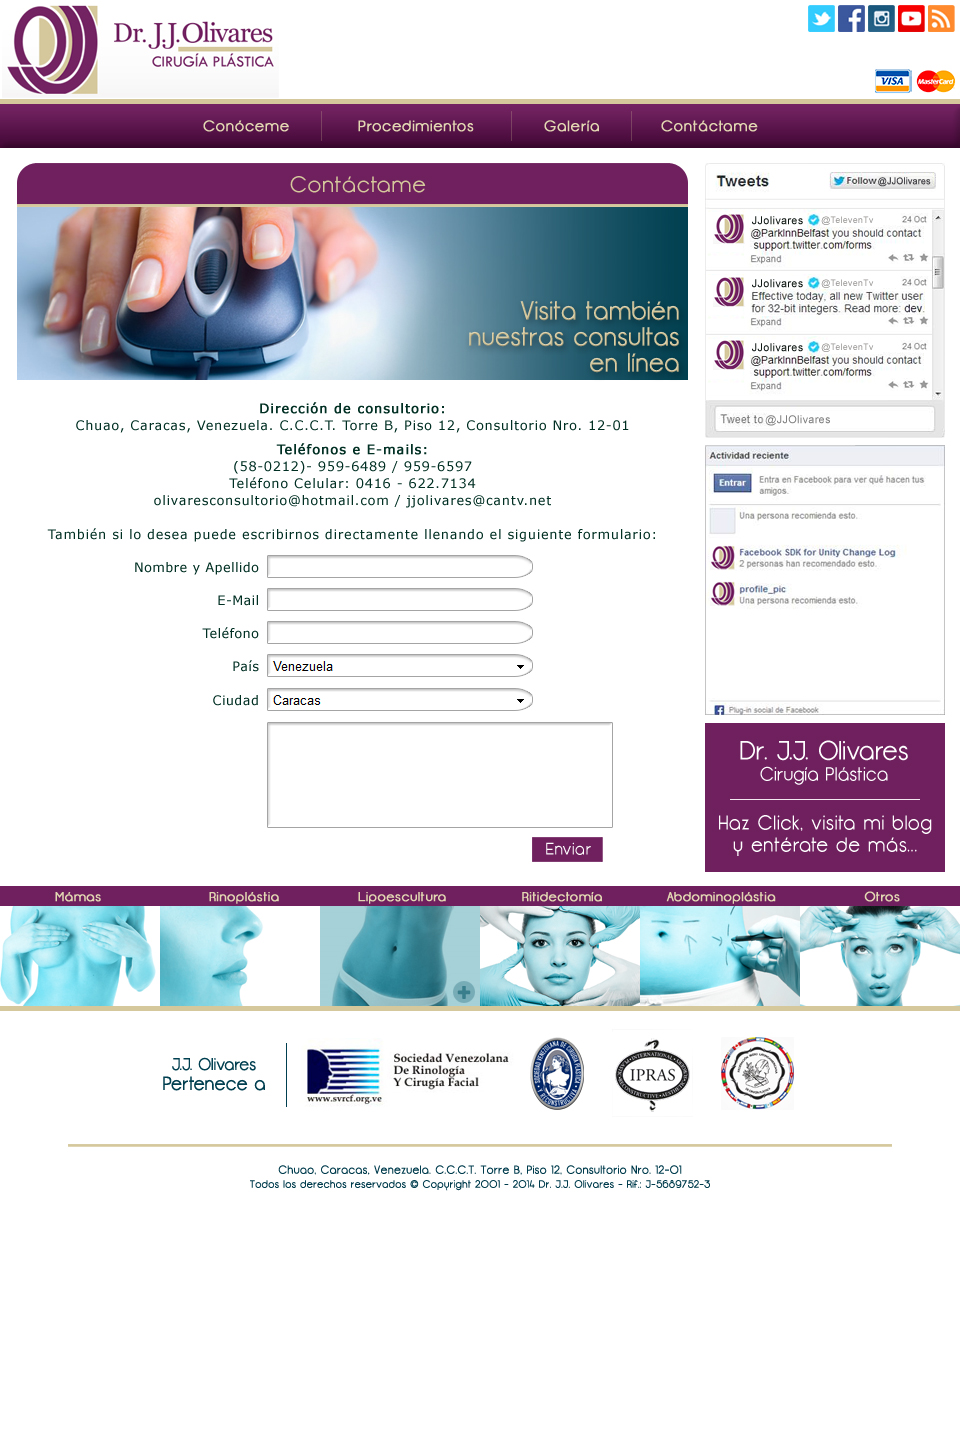 Dr. J.J. Olivares
CIRUGÍA PLÁSTICA
VISA MasterCard
Conóceme Procedimientos Galería Contáctame
Contáctame
Visita también
nuestras consultas
en línea
Dirección de consultorio:
Chuao, Caracas, Venezuela. C.C.C.T. Torre B, Piso 12, Consultorio Nro. 12-01
Teléfonos e E-mails:
(58-0212)- 959-6489 / 959-6597
Teléfono Celular: 0416 - 622.7134
olivaresconsultorio@hotmail.com / jjolivares@cantv.net
También si lo desea puede escribirnos directamente llenando el siguiente formulario:
Nombre y Apellido
E-Mail
Teléfono
País Venezuela
Ciudad Caracas
Enviar
Tweets Follow @JJOlivares
JJolivares @TelevenTv 24 Oct
@ParkInnBelfast you should contact
support.twitter.com/forms
Expand
JJolivares @TelevenTv 24 Oct
Effective today, all new Twitter user
for 32-bit integers. Read more: dev.
Expand
JJolivares @TelevenTv 24 Oct
@ParkInnBelfast you should contact
support.twitter.com/forms
Expand
Tweet to @JJOlivares
Actividad reciente
Entrar Entra en Facebook para ver qué hacen tus
amigos.
Una persona recomienda esto.
Facebook SDK for Unity Change Log
2 personas han recomendado esto.
profile_pic
Una persona recomienda esto.
Plug-in social de Facebook
Dr. J.J. Olivares
Cirugía Plástica
Haz Click, visita mi blog
y entérate de más...
Mámas Rinoplástia Lipoescultura Ritidectomía Abdominoplástia Otros
J.J. Olivares
Pertenece a
www.svrcf.org.ve
Sociedad Venezolana
De Rinología
Y Cirugía Facial
IPRAS
Chuao, Caracas, Venezuela. C.C.C.T. Torre B, Piso 12, Consultorio Nro. 12-01
Todos los derechos reservados © Copyright 2001 - 2014 Dr. J.J. Olivares - Rif.: J-5689752-3